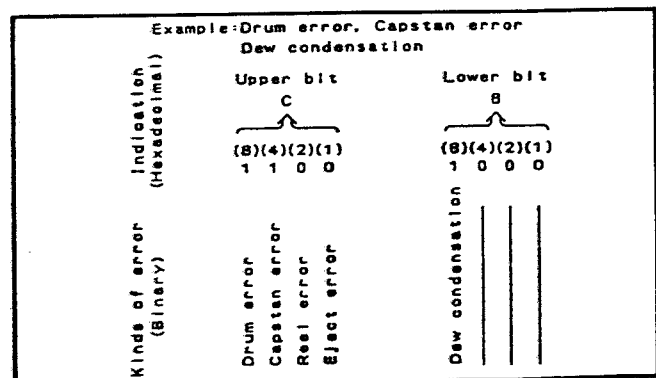 Example:Drum error, Capstan error
Dew condensation
Indication
(Hexadecimal)
Upper bit
Lower bit
C
8
(8)(4)(2)(1)
(8)(4)(2)(1)
1 1 0 0
1 0 0 0
Kinds of error
(Binary)
Drum error
Capstan error
Reel error
Eject error
Dew condensation